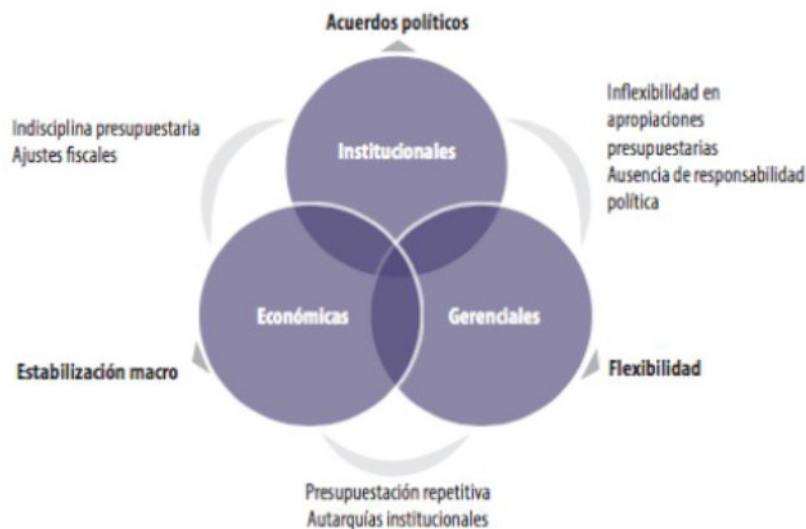 Acuerdos políticos
Indisciplina presupuestaria
Ajustes fiscales
Inflexibilidad en
apropiaciones
presupuestarias
Ausencia de responsabilidad
política
Institucionales
Económicas
Gerenciales
Estabilización macro
Flexibilidad
Presupuestación repetitiva
Autarquías institucionales